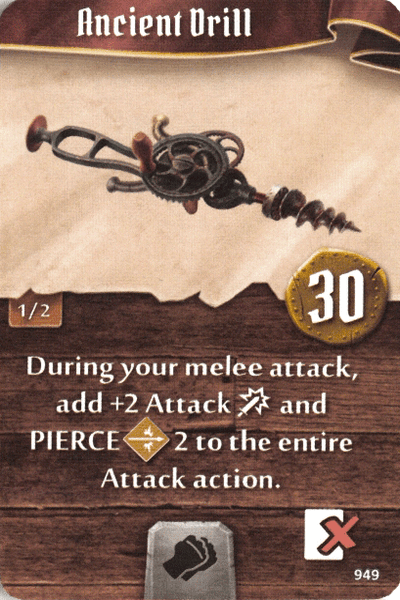 Ancient Drill
30
1/2
During your melee attack,
add +2 Attack and
PIERCE 2 to the entire
Attack action.
949